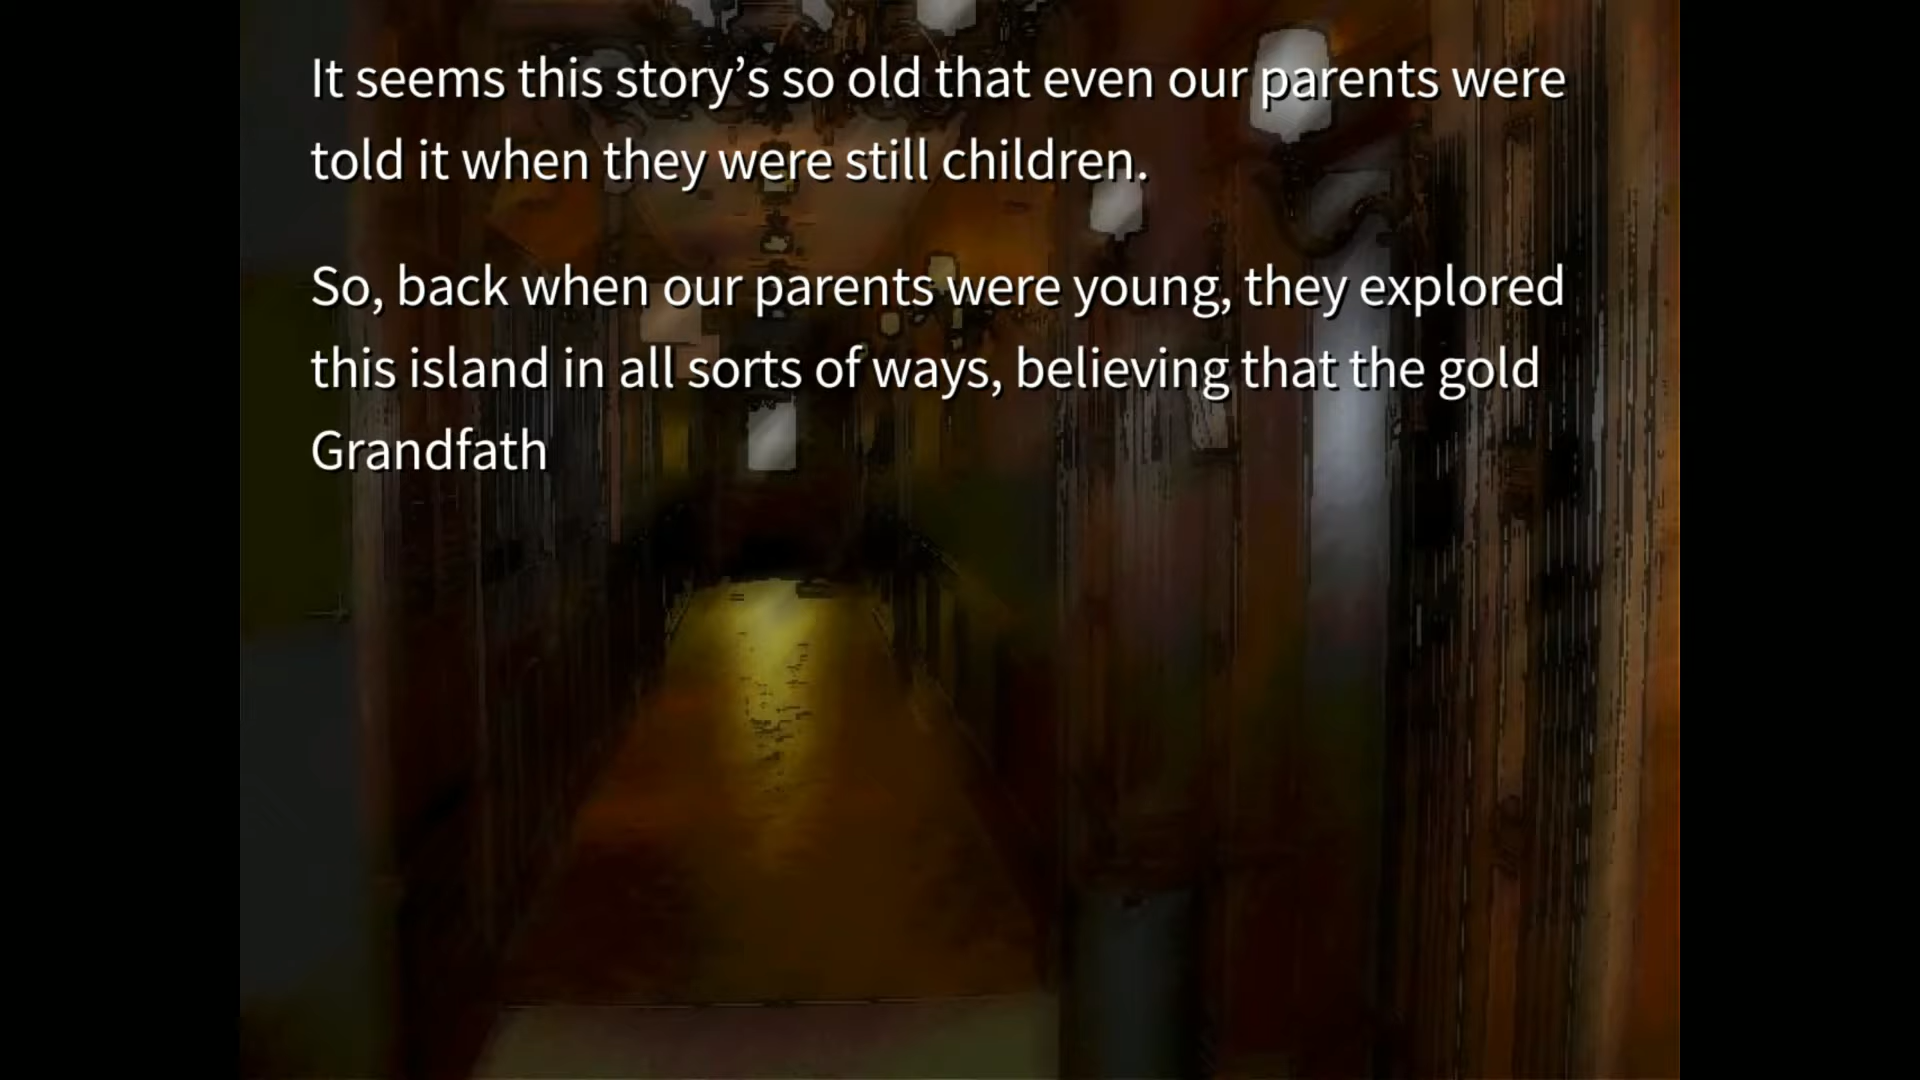 It seems this story’s so old that even our parents were
told it when they were still children.
So, back when our parents were young, they explored
this island in all sorts of ways, believing that the gold
Grandfath